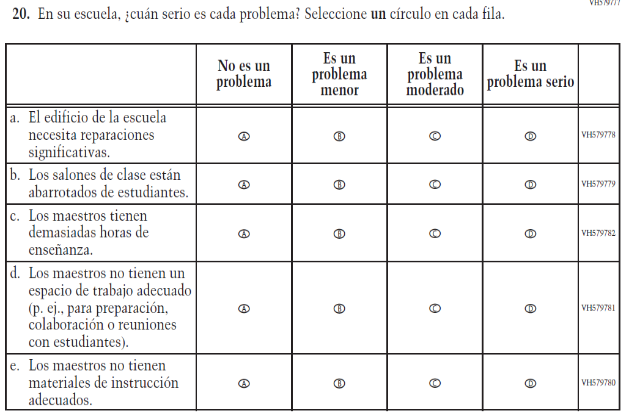 VH579777
20. En su escuela, ¿cuán serio es cada problema? Seleccione un círculo en cada fila.
No es un
problema
Es un
problema
menor
Es un
problema
moderado
Es un
problema serio
a. El edificio de la escuela
necesita reparaciones
significativas.
A B C D VH579778
b. Los salones de clase están
abarrotados de estudiantes.
A B C D VH579779
c. Los maestros tienen
demasiadas horas de
enseñanza.
A B C D VH579782
d. Los maestros no tienen un
espacio de trabajo adecuado
(p. ej., para preparación,
colaboración o reuniones
con estudiantes).
A B C D VH579781
e. Los maestros no tienen
materiales de instrucción
adecuados.
A B C D VH579780